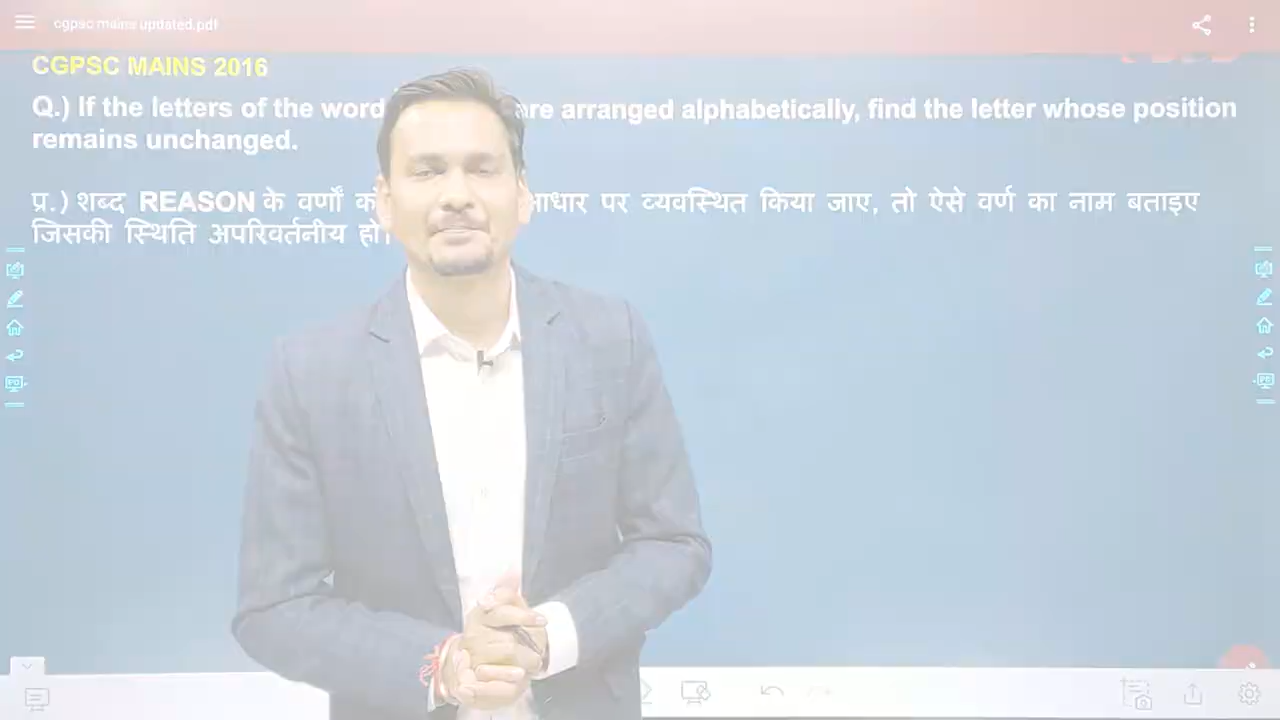 cgpsc mains updated.pdf
CGPSC MAINS 2016
Q.) If the letters of the word are arranged alphabetically, find the letter whose position
remains unchanged.
प्र.) शब्द REASON के वर्णों आधार पर व्यवस्थित किया जाए, तो ऐसे वर्ण का नाम बताइए
जिसकी स्थिति अपरिवर्तनीय हो।